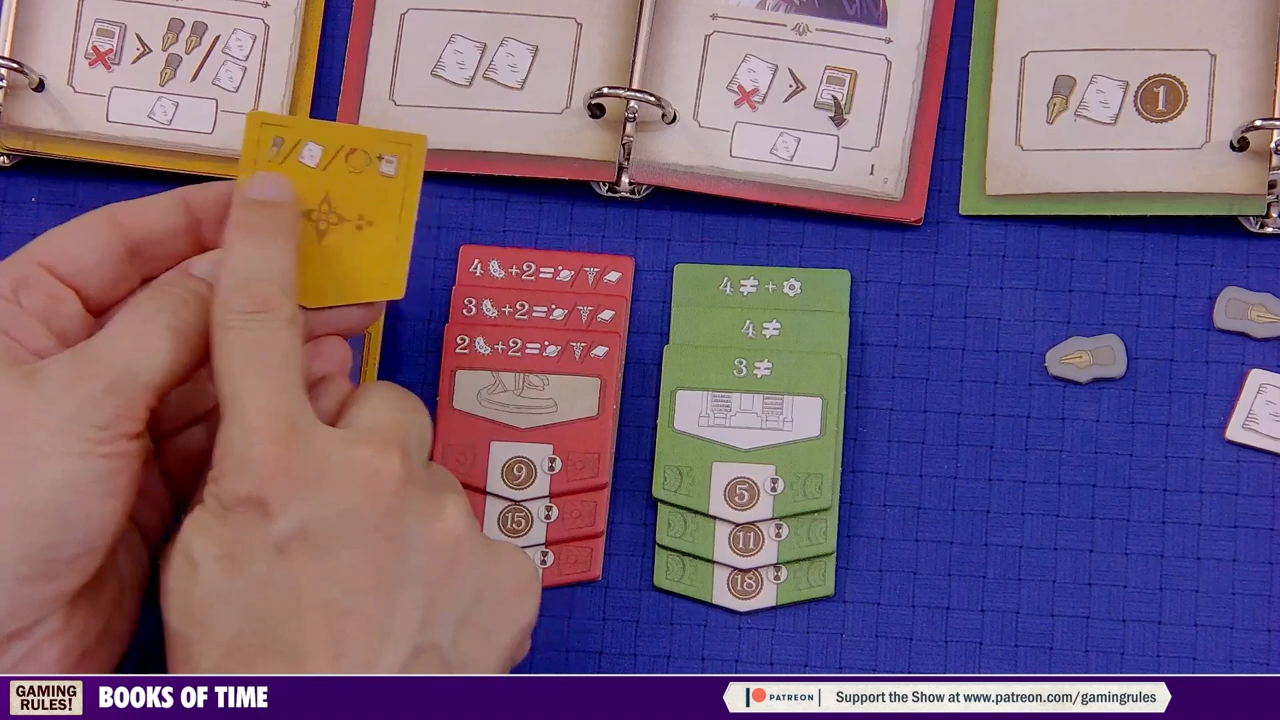 1
1
4 +2= / /
3 +2= / /
2 +2= / /
9
15
4 ≠ +
4 ≠
3 ≠
5
11
18
GAMING
RULES!
BOOKS OF TIME
PATREON
Support the Show at www.patreon.com/gamingrules